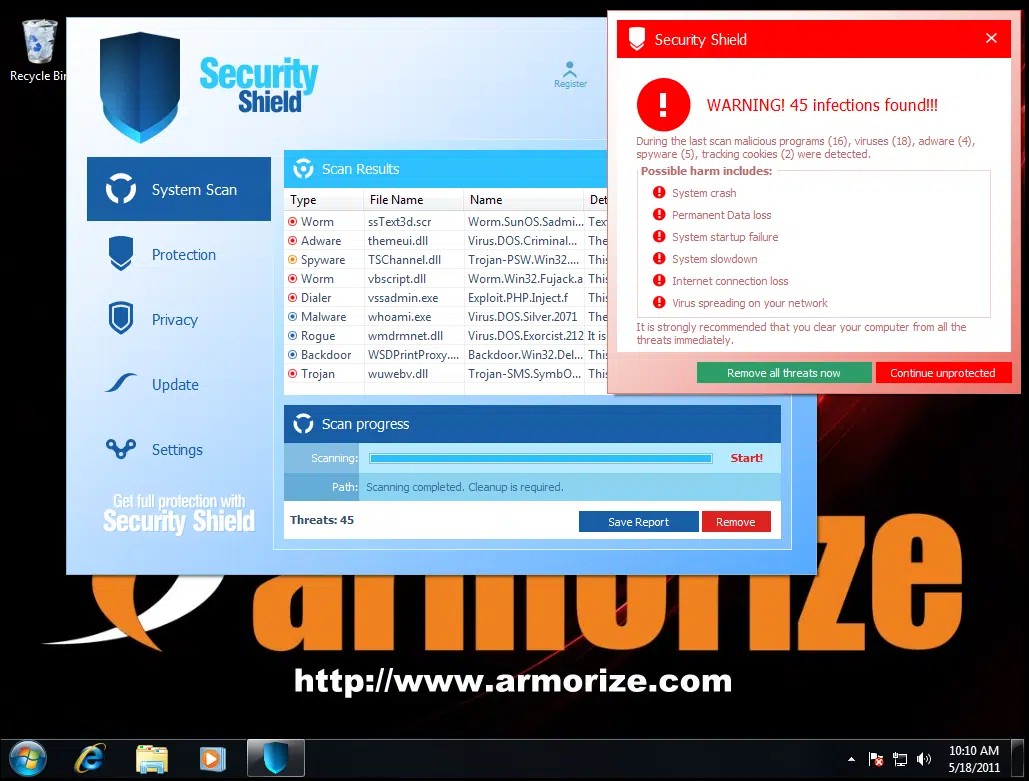 Recycle Bin
Security
Shield
Register
System Scan
Protection
Privacy
Update
Settings
Get full protection with
Security Shield
Scan Results
Type File Name Name Det
Worm ssText3d.scr Worm.SunOS.Sadmi... Tex
Adware themeui.dll Virus.DOS.Criminal... The
Spyware TSChannel.dll Trojan-PSW.Win32.... This
Worm vbscript.dll Worm.Win32.Fujack.a This
Dialer vssadmin.exe Exploit.PHP.Inject.f This
Malware whoami.exe Virus.DOS.Silver.2071 The
Rogue wmdrmnet.dll Virus.DOS.Exorcist.212 It is
Backdoor WSDPrintProxy.... Backdoor.Win32.Del... This
Trojan wuwebv.dll Trojan-SMS.SymbO... This
Scan progress
Scanning: Start!
Path: Scanning completed. Cleanup is required.
Threats: 45 Save Report Remove
Security Shield
WARNING! 45 infections found!!!
During the last scan malicious programs (16), viruses (18), adware (4),
spyware (5), tracking cookies (2) were detected.
Possible harm includes:
System crash
Permanent Data loss
System startup failure
System slowdown
Internet connection loss
Virus spreading on your network
It is strongly recommended that you clear your computer from all the
threats immediately.
Remove all threats now Continue unprotected
armorize
http://www.armorize.com
10:10 AM
5/18/2011